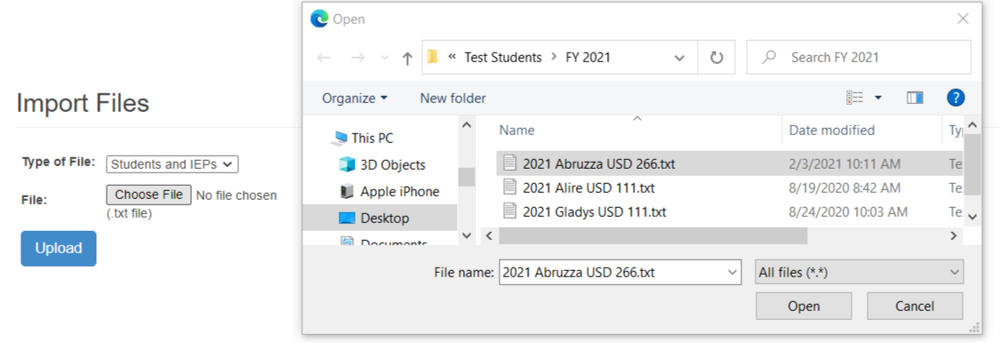 Import Files
Type of File: Students and IEPs
File: Choose File No file chosen
(.txt file)
Upload
Open
« Test Students > FY 2021
Search FY 2021
Organize
New folder
?
This PC
3D Objects
Apple iPhone
Desktop
Documents
Name Date modified Ty
2021 Abruzza USD 266.txt 2/3/2021 10:11 AM Te
2021 Alire USD 111.txt 8/19/2020 8:42 AM Te
2021 Gladys USD 111.txt 8/24/2020 10:03 AM Te
File name: 2021 Abruzza USD 266.txt All files (*.*)
Open Cancel